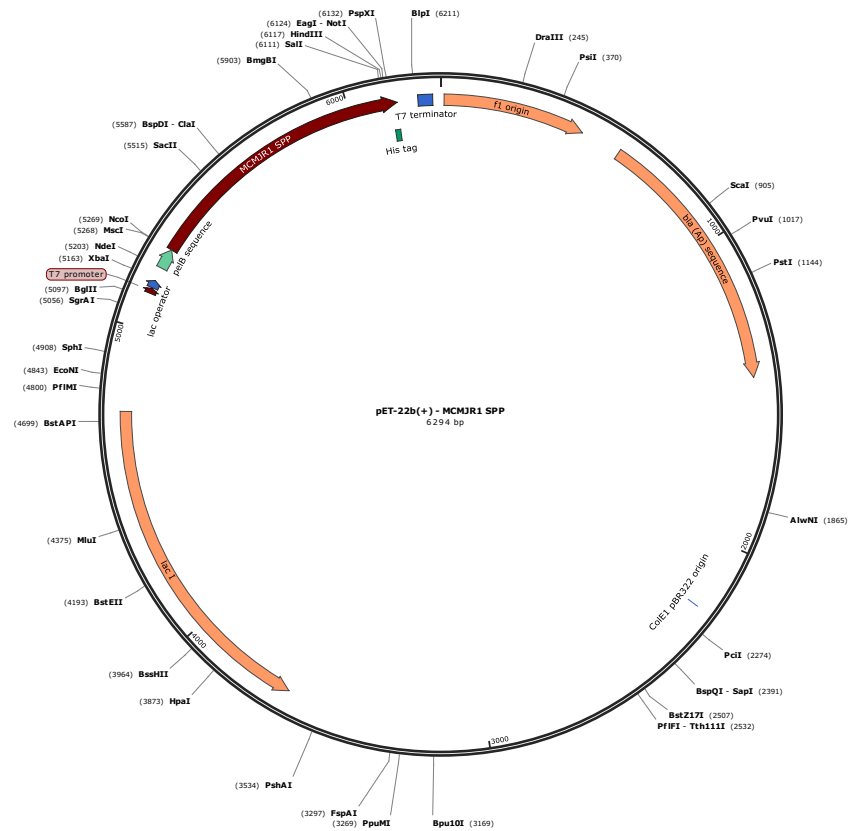 (6132) PspXI
BlpI (6211)
(6124) EagI - NotI
(6117) HindIII
(6111) SalI
DraIII (245)
PsiI (370)
(5903) BmgBI
6000
T7 terminator
f1 origin
His tag
MCMJR1 SPP
(5587) BspDI - ClaI
(5515) SacII
ScaI (905)
PvuI (1017)
1000
bla (Ap) sequence
PstI (1144)
(5269) NcoI
(5268) MscI
(5203) NdeI
(5163) XbaI
T7 promoter
(5097) BglII
(5056) SgrAI
pelB sequence
lac operator
5000
(4908) SphI
(4843) EcoNI
(4800) PflMI
(4699) BstAPI
pET-22b(+) - MCMJR1 SPP
6294 bp
AlwNI (1865)
2000
ColE1 pBR322 origin
(4375) MluI
lac I
(4193) BstEII
4000
(3964) BssHII
(3873) HpaI
PciI (2274)
BspQI - SapI (2391)
BstZ17I (2507)
PflFI - Tth111I (2532)
3000
(3534) PshAI
(3297) FspAI
(3269) PpuMI
Bpu10I (3169)